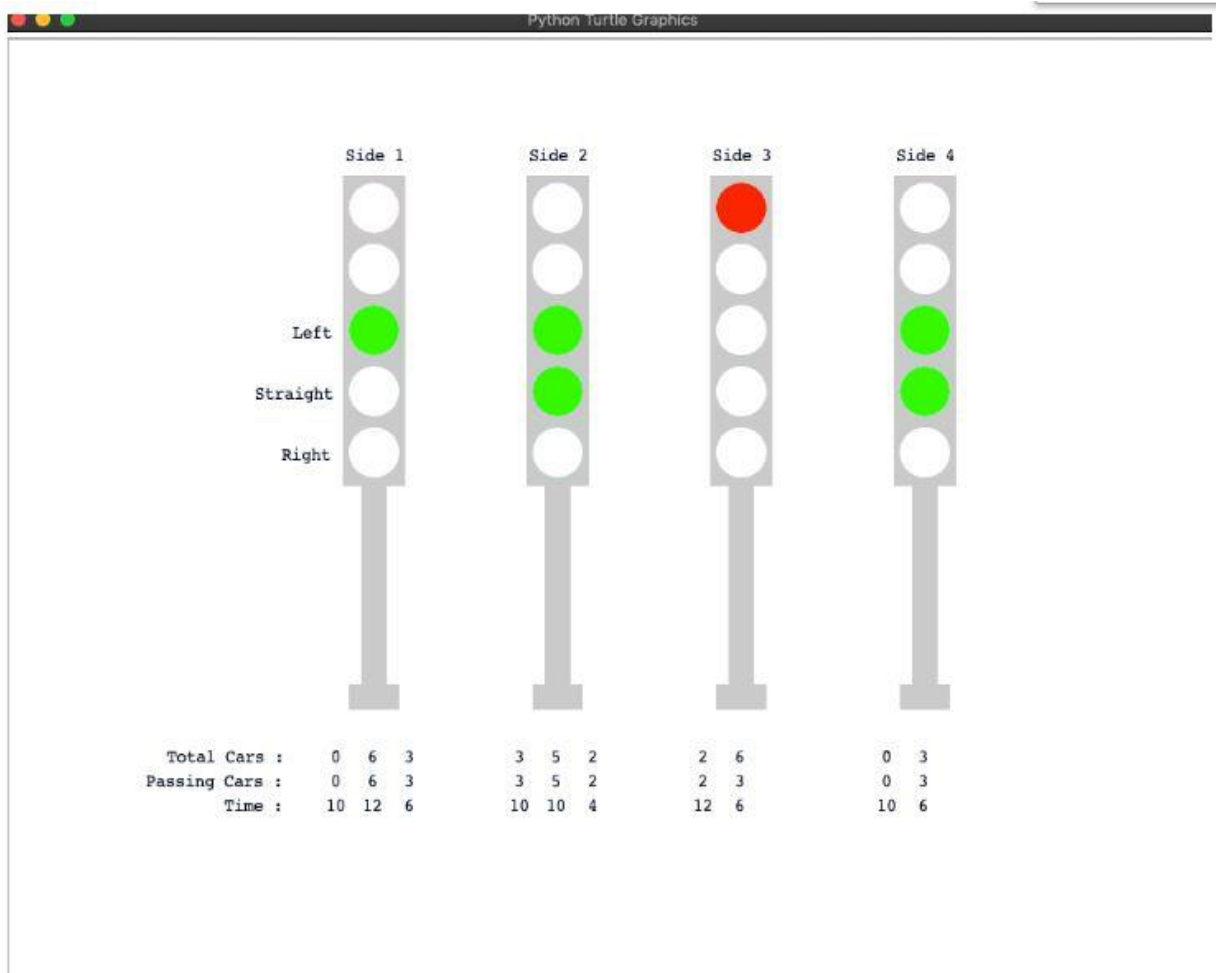 Python Turtle Graphics
Side 1 Side 2 Side 3 Side 4
Left
Straight
Right
Total Cars : 0 6 3 3 5 2 2 6 0 3
Passing Cars : 0 6 3 3 5 2 2 3 0 3
Time : 10 12 6 10 10 4 12 6 10 6